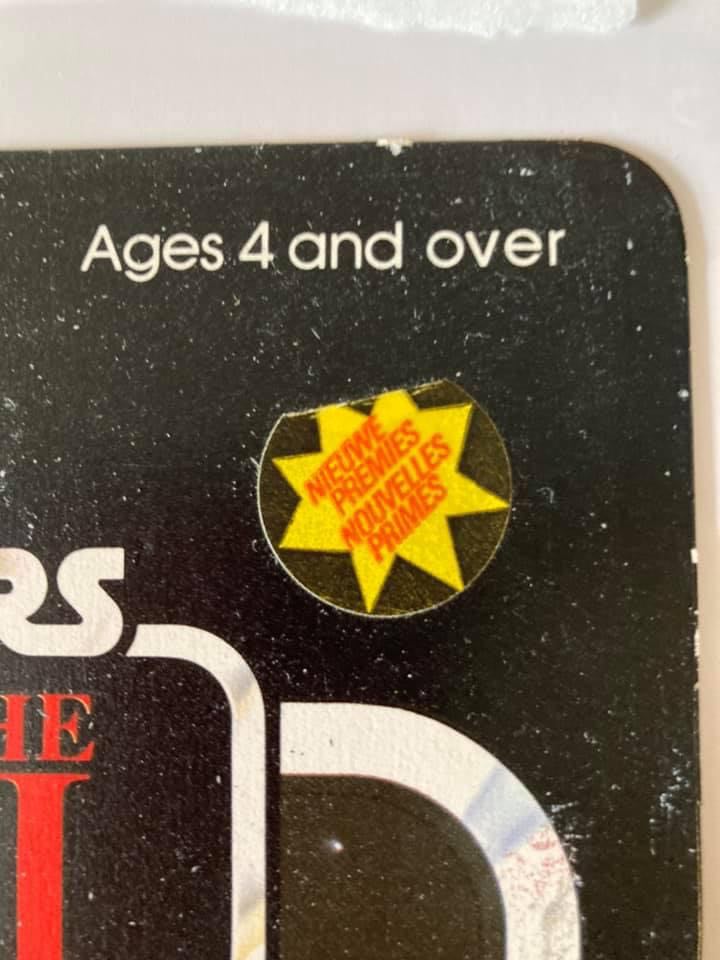 Ages 4 and over
NIEUWE
PREMIES
NOUVELLES
PRIMES
RS
HE
I